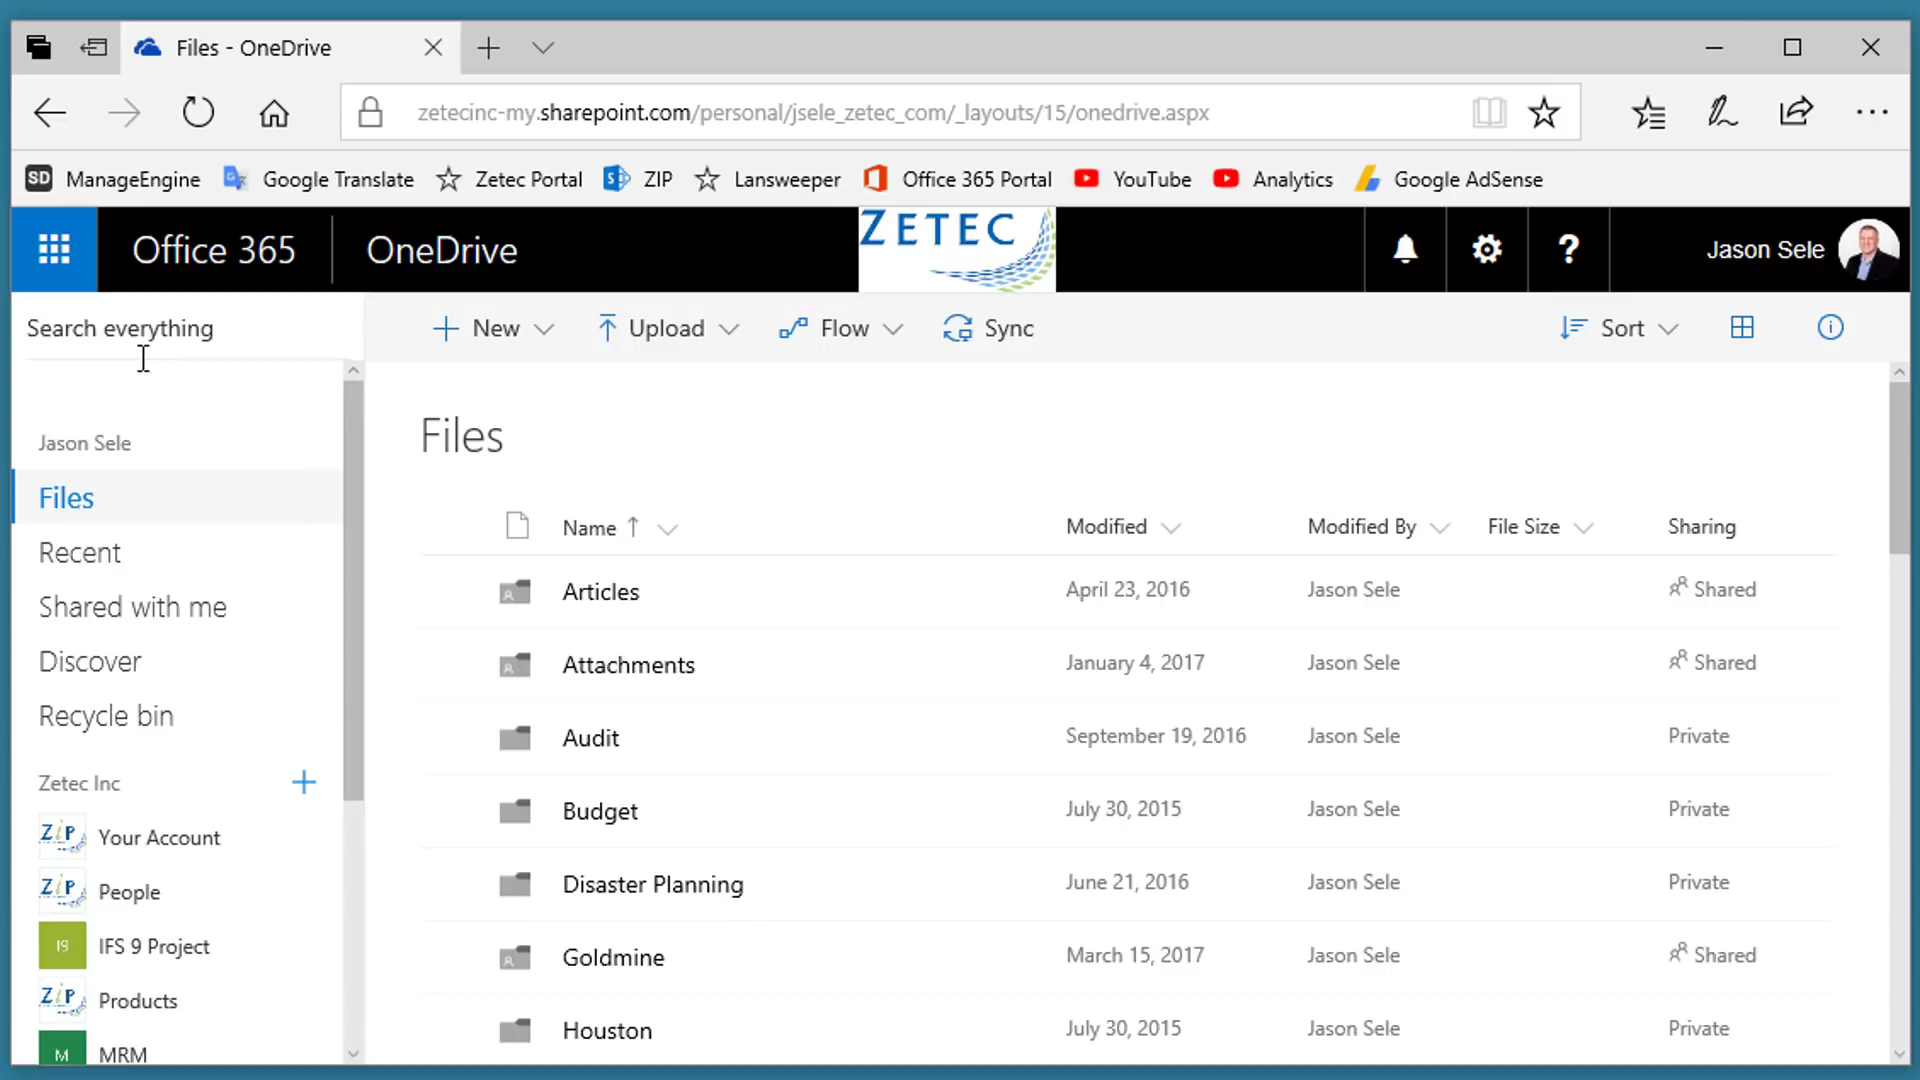 Files - OneDrive
zetecinc-my.sharepoint.com/personal/jsele_zetec_com/_layouts/15/onedrive.aspx
SD ManageEngine Google Translate Zetec Portal ZIP Lansweeper Office 365 Portal YouTube Analytics Google AdSense
Office 365 OneDrive ZETEC ? Jason Sele
Search everything New Upload Flow Sync Sort
Jason Sele
Files
Recent
Shared with me
Discover
Recycle bin
Zetec Inc
ZiP Your Account
ZiP People
I9 IFS 9 Project
ZiP Products
M MRM
Files
Name Modified Modified By File Size Sharing
Articles April 23, 2016 Jason Sele Shared
Attachments January 4, 2017 Jason Sele Shared
Audit September 19, 2016 Jason Sele Private
Budget July 30, 2015 Jason Sele Private
Disaster Planning June 21, 2016 Jason Sele Private
Goldmine March 15, 2017 Jason Sele Shared
Houston July 30, 2015 Jason Sele Private